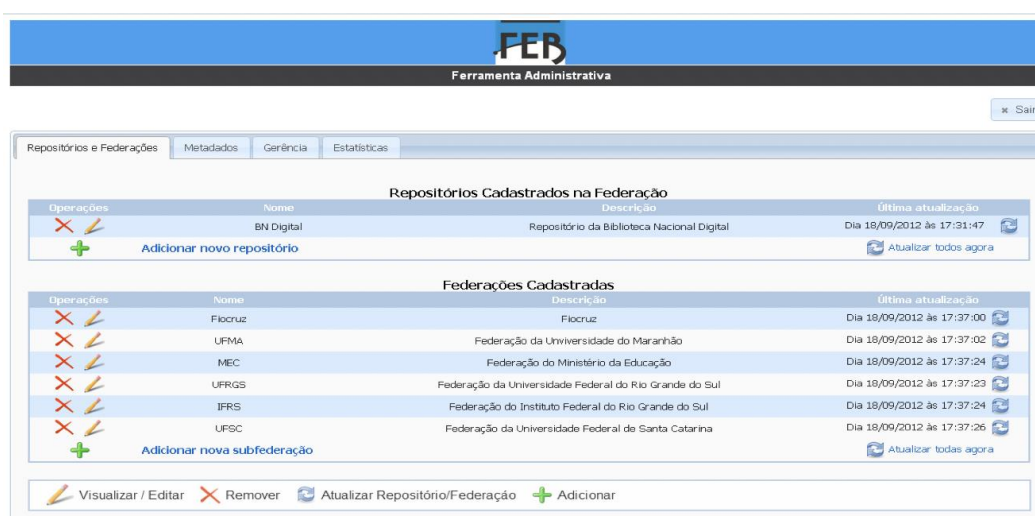 FEB
Ferramenta Administrativa
Sair
Repositórios e Federações Metadados Gerência Estatísticas
Repositórios Cadastrados na Federação
Operações Nome Descrição Última atualização
BN Digital Repositório da Biblioteca Nacional Digital Dia 18/09/2012 às 17:31:47
Adicionar novo repositório Atualizar todos agora
Federações Cadastradas
Operações Nome Descrição Última atualização
Fiocruz Fiocruz Dia 18/09/2012 às 17:37:00
UFMA Federação da Unviversidade do Maranhão Dia 18/09/2012 às 17:37:02
MEC Federação do Ministério da Educação Dia 18/09/2012 às 17:37:24
UFRGS Federação da Universidade Federal do Rio Grande do Sul Dia 18/09/2012 às 17:37:23
IFRS Federação do Instituto Federal do Rio Grande do Sul Dia 18/09/2012 às 17:37:24
UFSC Federação da Universidade Federal de Santa Catarina Dia 18/09/2012 às 17:37:26
Adicionar nova subfederação Atualizar todas agora
Visualizar / Editar Remover Atualizar Repositório/Federação Adicionar